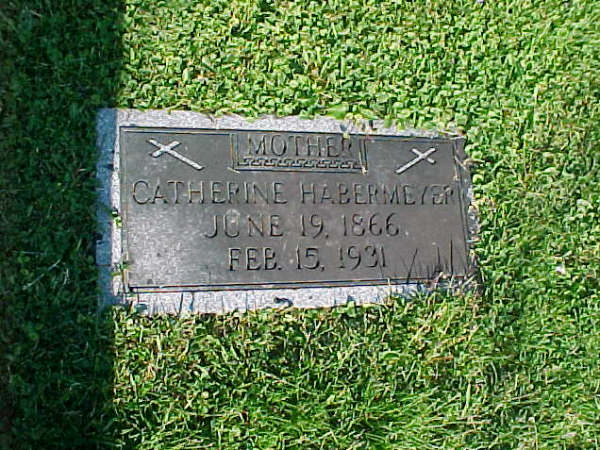 MOTHER
CATHERINE HABERMEYER
JUNE 19, 1866
FEB. 15, 1931